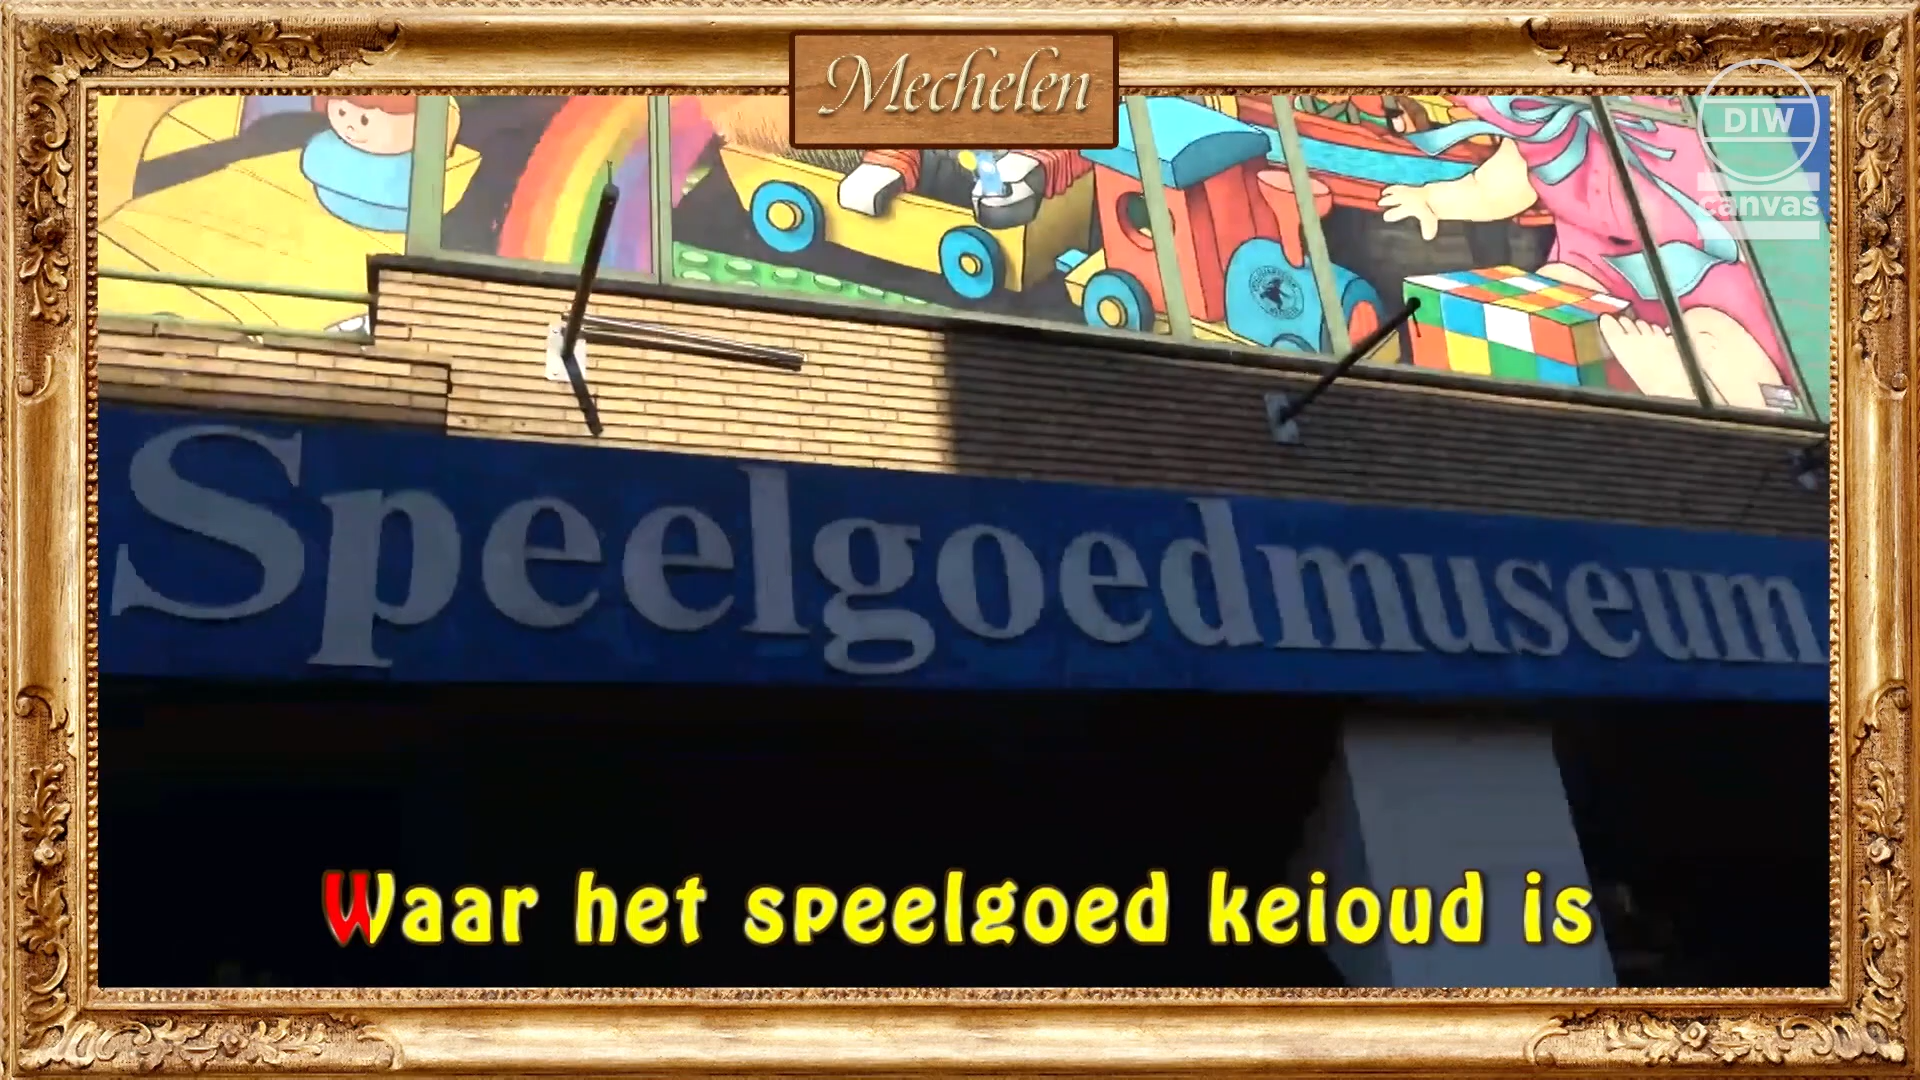 Mechelen
DIW
canvas
Speelgoedmuseum
Waar het speelgoed keioud is